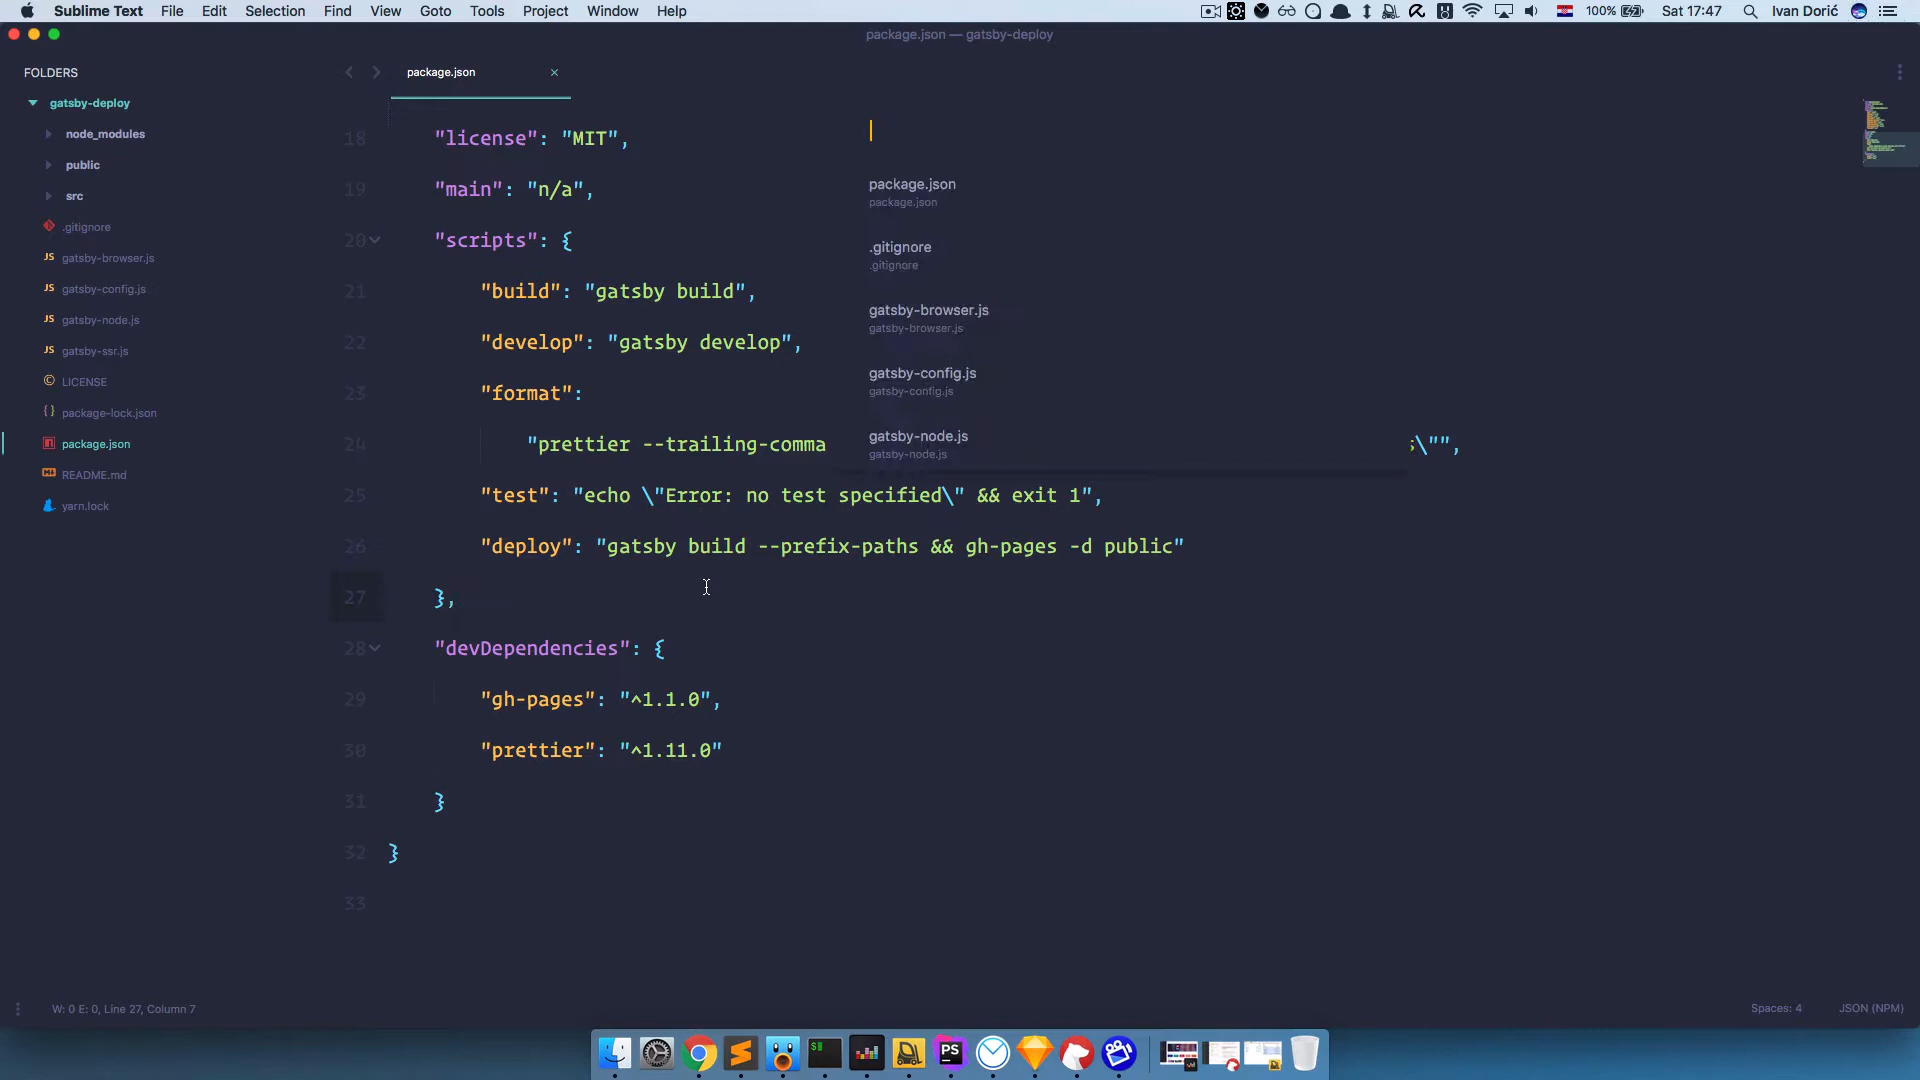 Sublime Text File Edit Selection Find View Goto Tools Project Window Help 100% Sat 17:47 Ivan Dorić
package.json — gatsby-deploy
FOLDERS
gatsby-deploy
node_modules
public
src
.gitignore
JS gatsby-browser.js
JS gatsby-config.js
JS gatsby-node.js
JS gatsby-ssr.js
LICENSE
package-lock.json
package.json
README.md
yarn.lock
package.json
18 "license": "MIT",
19 "main": "n/a",
20 "scripts": {
21 "build": "gatsby build",
22 "develop": "gatsby develop",
23 "format":
24 "prettier --trailing-comma \"",
25 "test": "echo \"Error: no test specified\" && exit 1",
26 "deploy": "gatsby build --prefix-paths && gh-pages -d public"
27 },
28 "devDependencies": {
29 "gh-pages": "^1.1.0",
30 "prettier": "^1.11.0"
31 }
32 }
33
package.json
package.json
.gitignore
.gitignore
gatsby-browser.js
gatsby-browser.js
gatsby-config.js
gatsby-config.js
gatsby-node.js
gatsby-node.js
W: 0 E: 0, Line 27, Column 7
Spaces: 4 JSON (NPM)
$
PS